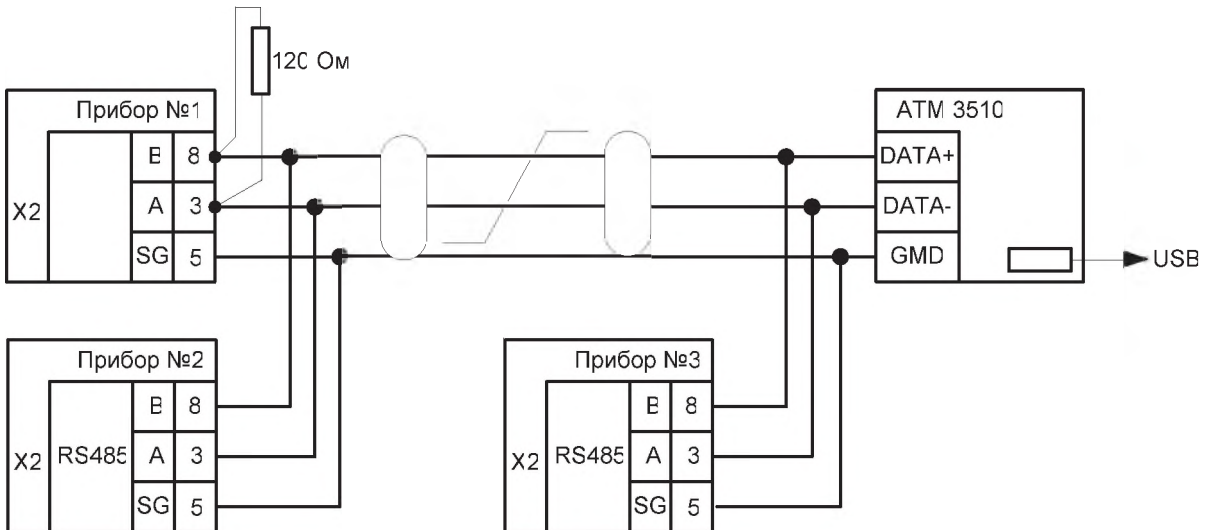 120 Ом
Прибор №1
X2
B 8
A 3
SG 5
ATM 3510
DATA+
DATA-
GMD
USB
Прибор №2
X2
RS485
B 8
A 3
SG 5
Прибор №3
X2
RS485
B 8
A 3
SG 5